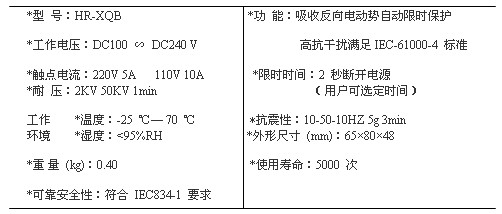 *型 号：HR-XQB
*工作电压：DC100 ∽ DC240 V
*触点电流：220V 5A 110V 10A
*耐 压：2KV 50KV 1min
工作 *温度：-25 ℃— 70 ℃
环境 *湿度：<95%RH
*重 量 (kg)：0.40
*可靠安全性：符合 IEC834-1 要求
*功 能：吸收反向电动势自动限时保护
高抗干扰满足 IEC-61000-4 标准
*限时时间：2 秒断开电源
（ 用户可选定时间 ）
*抗震性：10-50-10HZ 5g 3min
*外形尺寸 (mm)：65×80×48
*使用寿命：5000 次